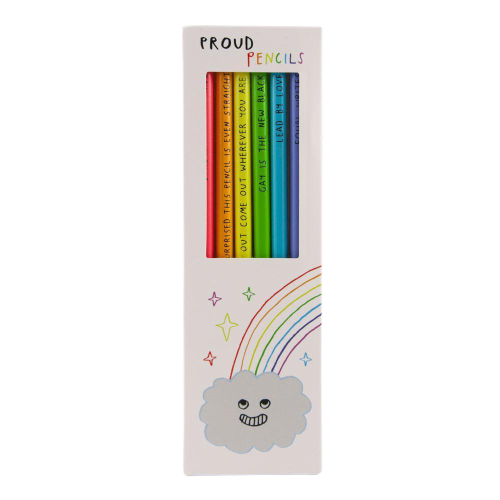 PROUD
PENCILS
THIS PENCIL IS EVEN STRAIGHT
OUT COME OUT WHEREVER YOU ARE
GAY IS THE NEW BLACK
LEAD BY LOVE